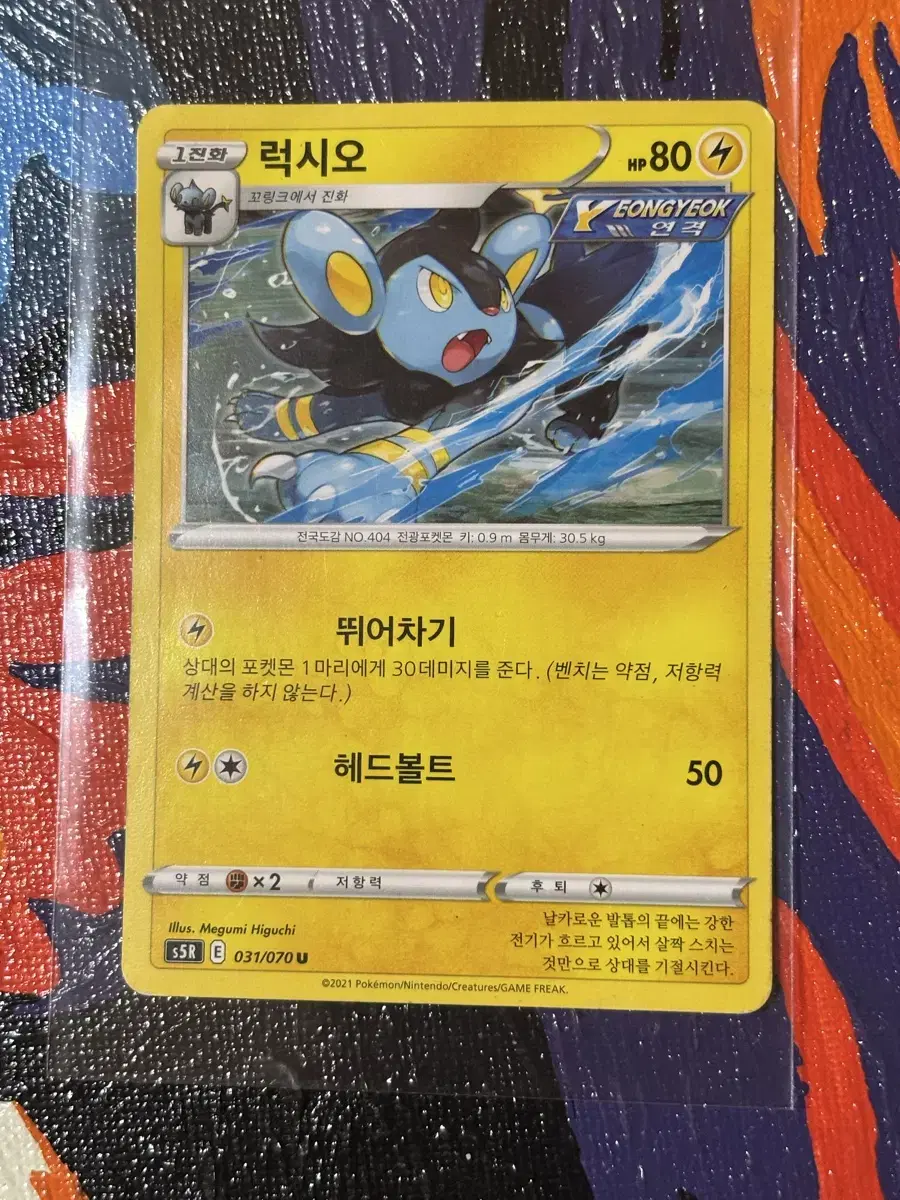 1진화
럭시오
HP 80
꼬링크에서 진화
YEONGYEOK
연격
전국도감 NO.404 전광포켓몬 키: 0.9 m 몸무게: 30.5 kg
뛰어차기
상대의 포켓몬 1마리에게 30데미지를 준다. (벤치는 약점, 저항력
계산을 하지 않는다.)
헤드볼트 50
약점 ×2 저항력 후퇴
Illus. Megumi Higuchi
s5R E 031/070 U
날카로운 발톱의 끝에는 강한
전기가 흐르고 있어서 살짝 스치는
것만으로 상대를 기절시킨다.
©2021 Pokémon/Nintendo/Creatures/GAME FREAK.